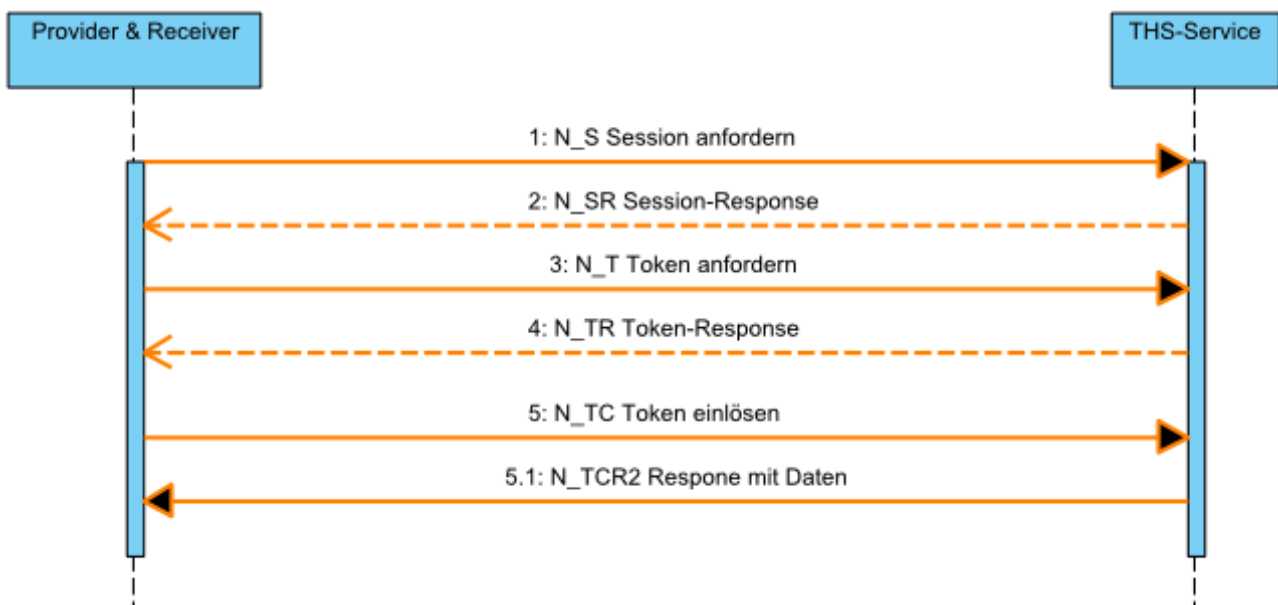 Provider & Receiver
THS-Service
1: N_S Session anfordern
2: N_SR Session-Response
3: N_T Token anfordern
4: N_TR Token-Response
5: N_TC Token einlösen
5.1: N_TCR2 Respone mit Daten